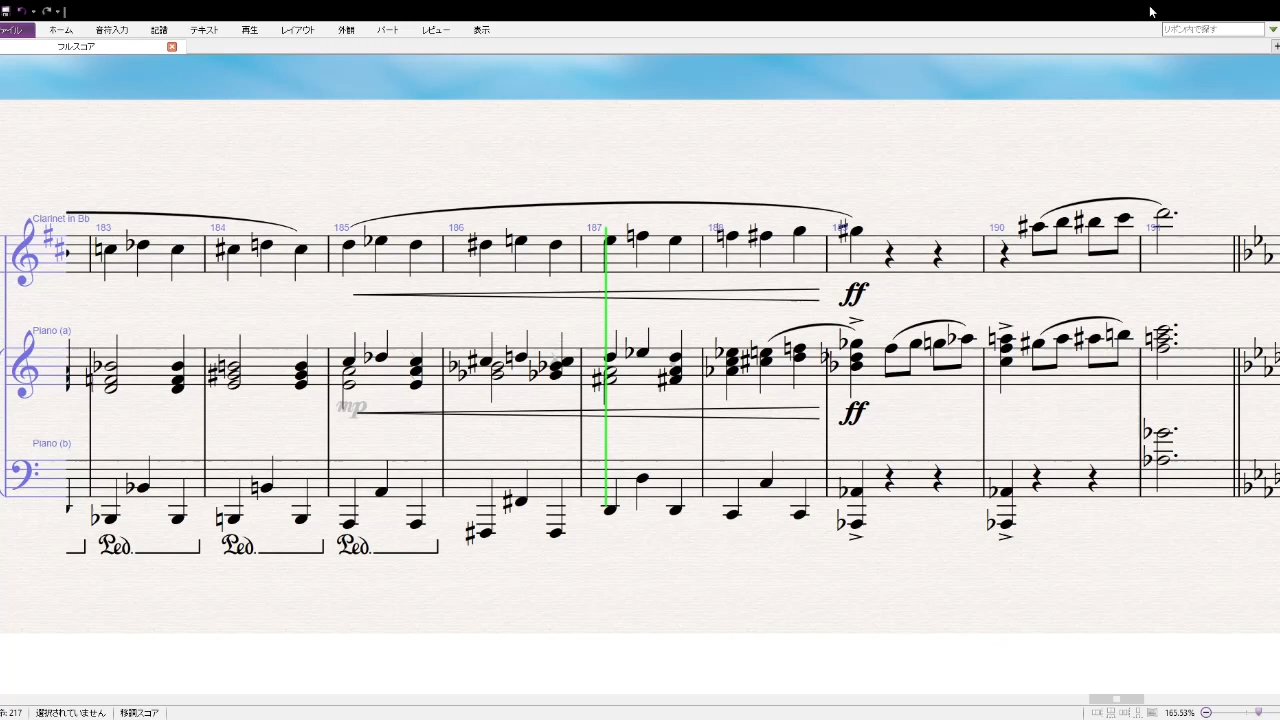 ァイル ホーム 音符入力 記譜 テキスト 再生 レイアウト 外観 パート レビュー 表示 リボン内で探す
フルスコア
Clarinet in Bb
183 184 185 186 187 188 190
ff
Piano (a)
mp ff
Piano (b)
Ped. Ped. Ped.
217 選択されていません 移調スコア 165.53%